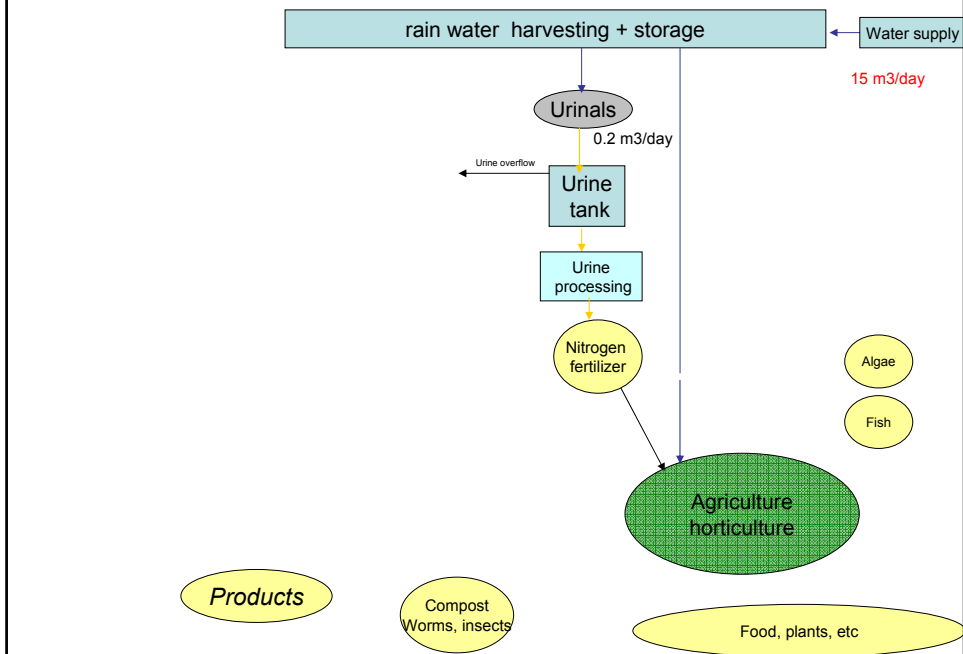 rain water  harvesting + storage
Water supply
15 m3/day
Urinals
0.2 m3/day
Urine overflow
Urine
tank
Urine
processing
Nitrogen
fertilizer
Algae
Fish
Agriculture
horticulture
Products
Compost
Worms, insects
Food, plants, etc